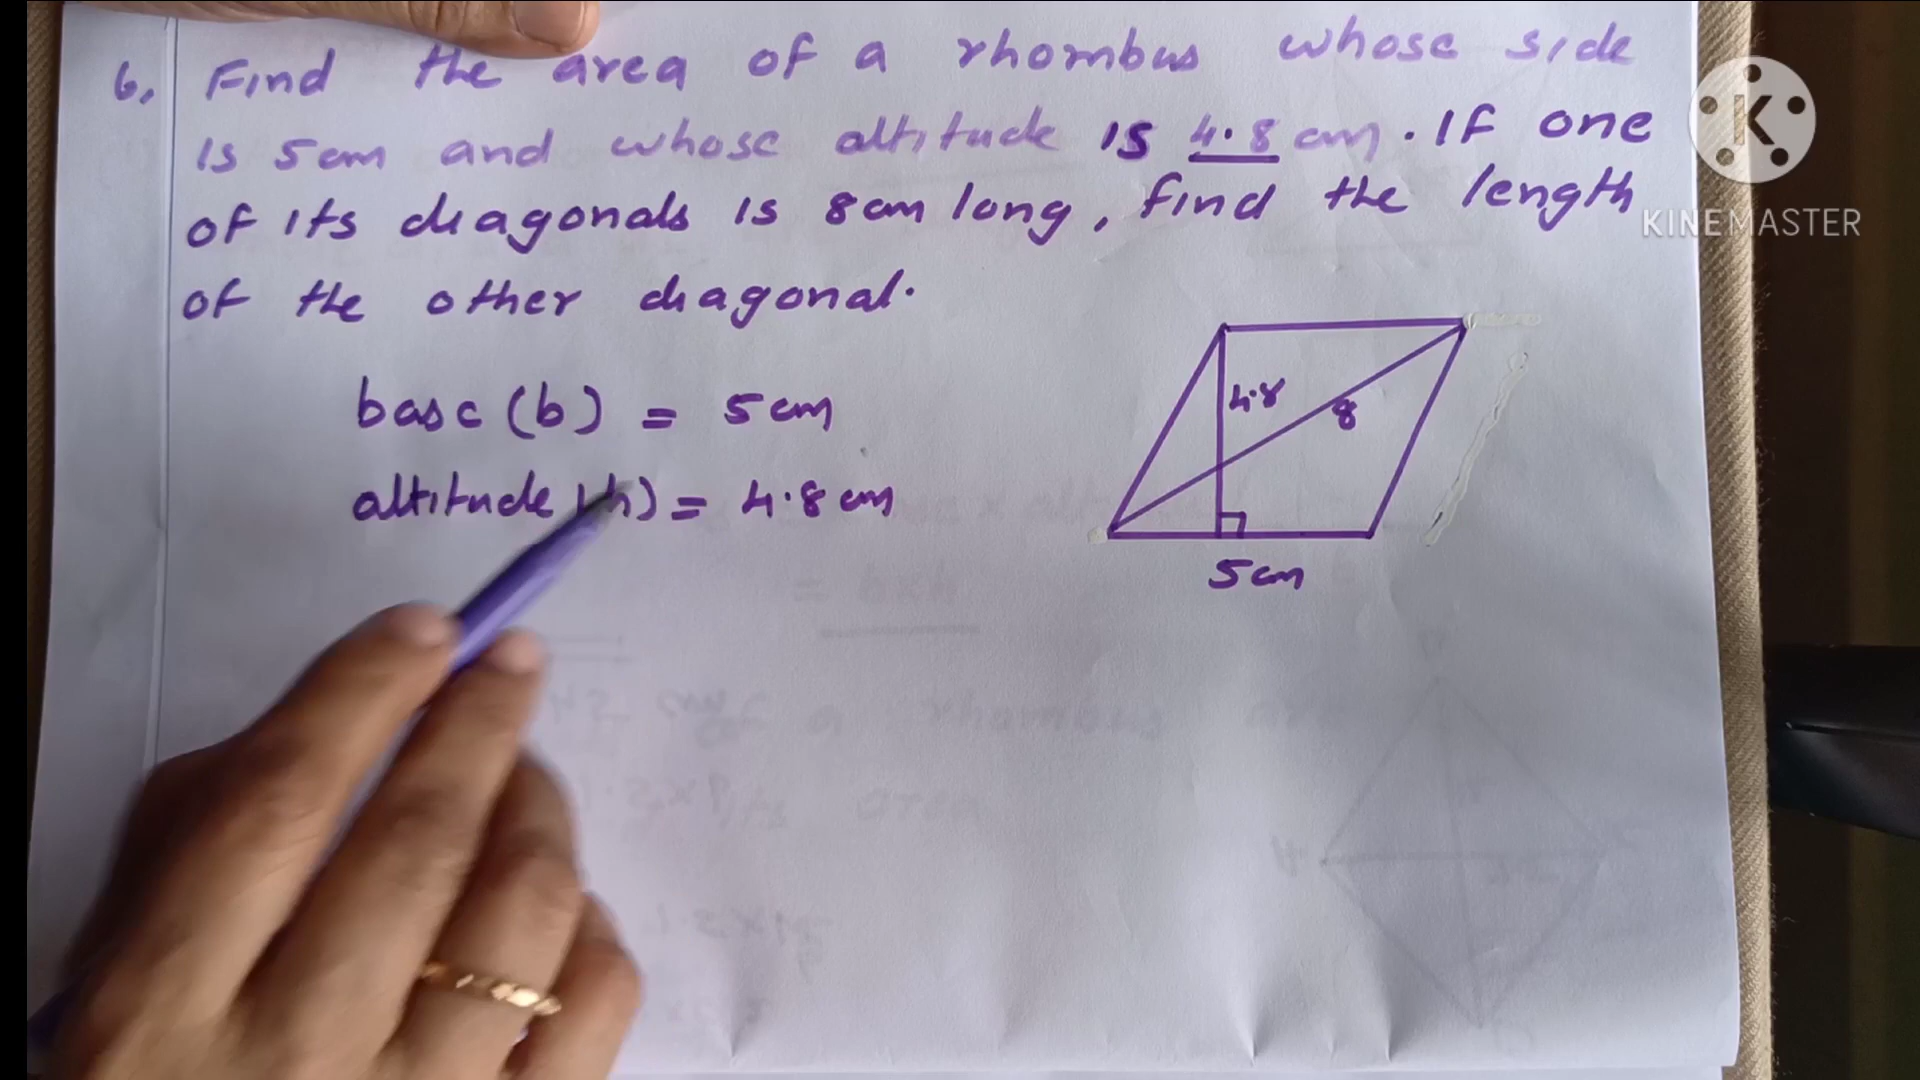 6. Find the area of a rhombus whose side
is 5cm and whose altitude is 4.8 cm. If one
of its diagonals is 8cm long, find the length
of the other diagonal.
K
KINEMASTER
base (b) = 5cm
altitude (h) = 4.8 cm
4.8
8
5cm
= b×h
a rhombus
area